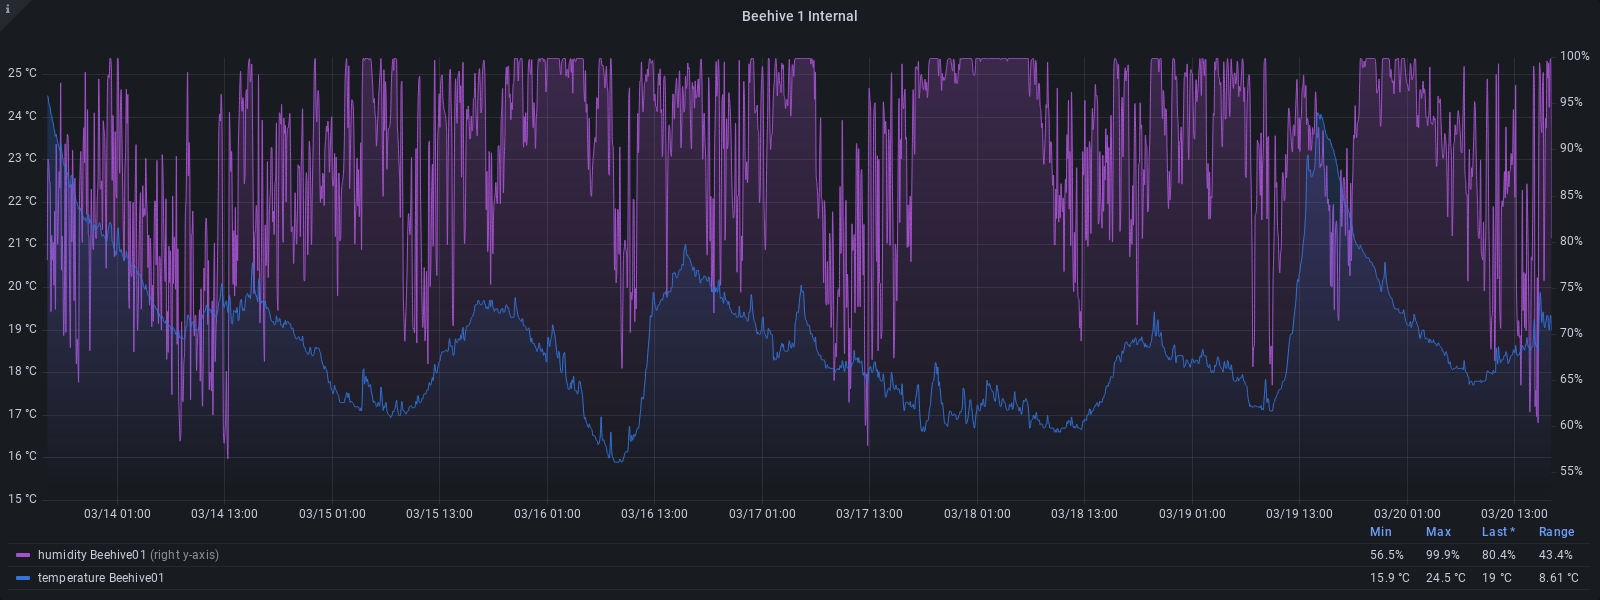 i
Beehive 1 Internal
25 °C
24 °C
23 °C
22 °C
21 °C
20 °C
19 °C
18 °C
17 °C
16 °C
15 °C
100%
95%
90%
85%
80%
75%
70%
65%
60%
55%
03/14 01:00 03/14 13:00 03/15 01:00 03/15 13:00 03/16 01:00 03/16 13:00 03/17 01:00 03/17 13:00 03/18 01:00 03/18 13:00 03/19 01:00 03/19 13:00 03/20 01:00 03/20 13:00
Min Max Last * Range
humidity Beehive01 (right y-axis) 56.5% 99.9% 80.4% 43.4%
temperature Beehive01 15.9 °C 24.5 °C 19 °C 8.61 °C